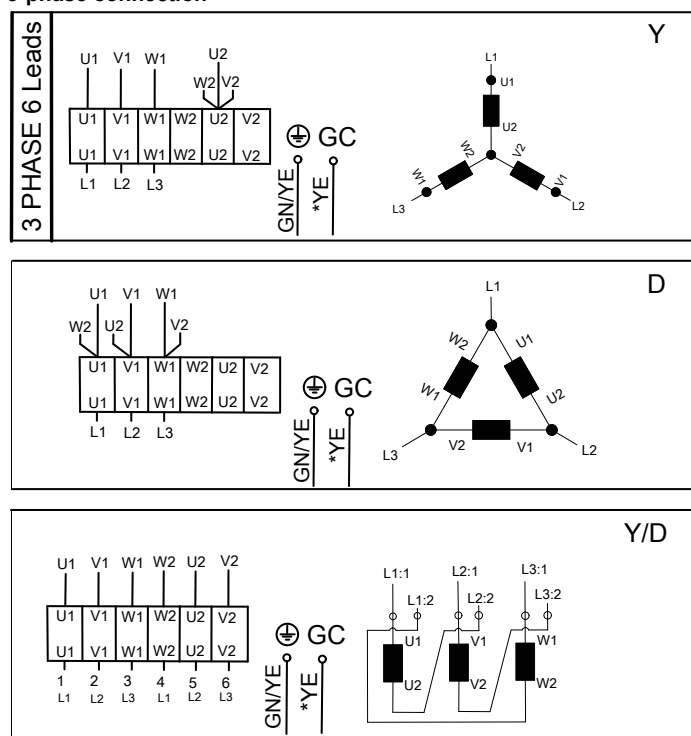 3 PHASE 6 Leads
Y
U1 V1 W1 U2
W2 V2
U1 V1 W1 W2 U2 V2
U1 V1 W1 W2 U2 V2
L1 L2 L3
GC
GN/YE
*YE
L1
U1
U2
W2
V2
W1
V1
L3
L2
D
U1 V1 W1
W2 U2 V2
U1 V1 W1 W2 U2 V2
U1 V1 W1 W2 U2 V2
L1 L2 L3
GC
GN/YE
*YE
L1
W2
U1
W1
U2
L3
V2
V1
L2
Y/D
U1 V1 W1 W2 U2 V2
U1 V1 W1 W2 U2 V2
U1 V1 W1 W2 U2 V2
1 2 3 4 5 6
L1 L2 L3 L1 L2 L3
GC
GN/YE
*YE
L1:1 L2:1 L3:1
L1:2 L2:2 L3:2
U1 V1 W1
U2 V2 W2